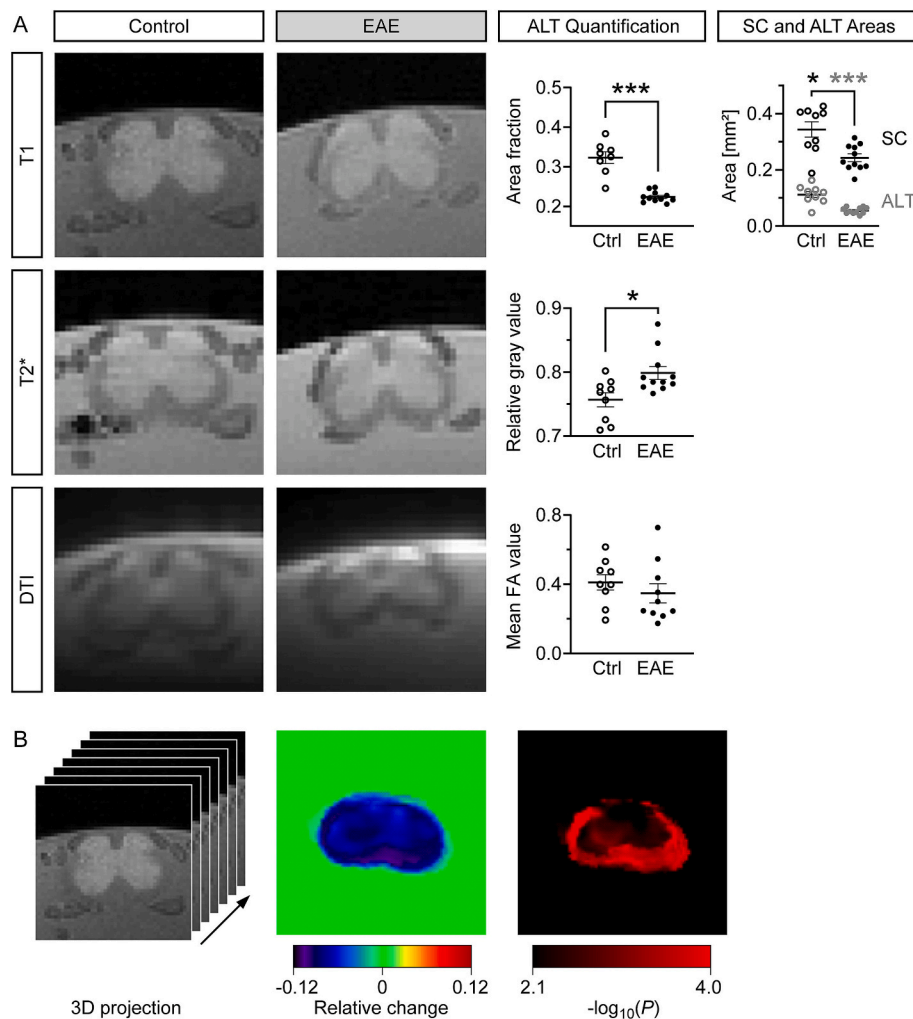 A
Control
EAE
ALT Quantification
SC and ALT Areas
T1
Area fraction
0.5
0.4
0.3
0.2
***
Ctrl
EAE
Area [mm²]
0.4
0.2
0.0
*
***
SC
ALT
Ctrl
EAE
T2*
Relative gray value
0.9
0.8
0.7
*
Ctrl
EAE
DTI
Mean FA value
0.8
0.4
0.0
Ctrl
EAE
B
3D projection
-0.12
0
0.12
Relative change
2.1
4.0
-log10(P)